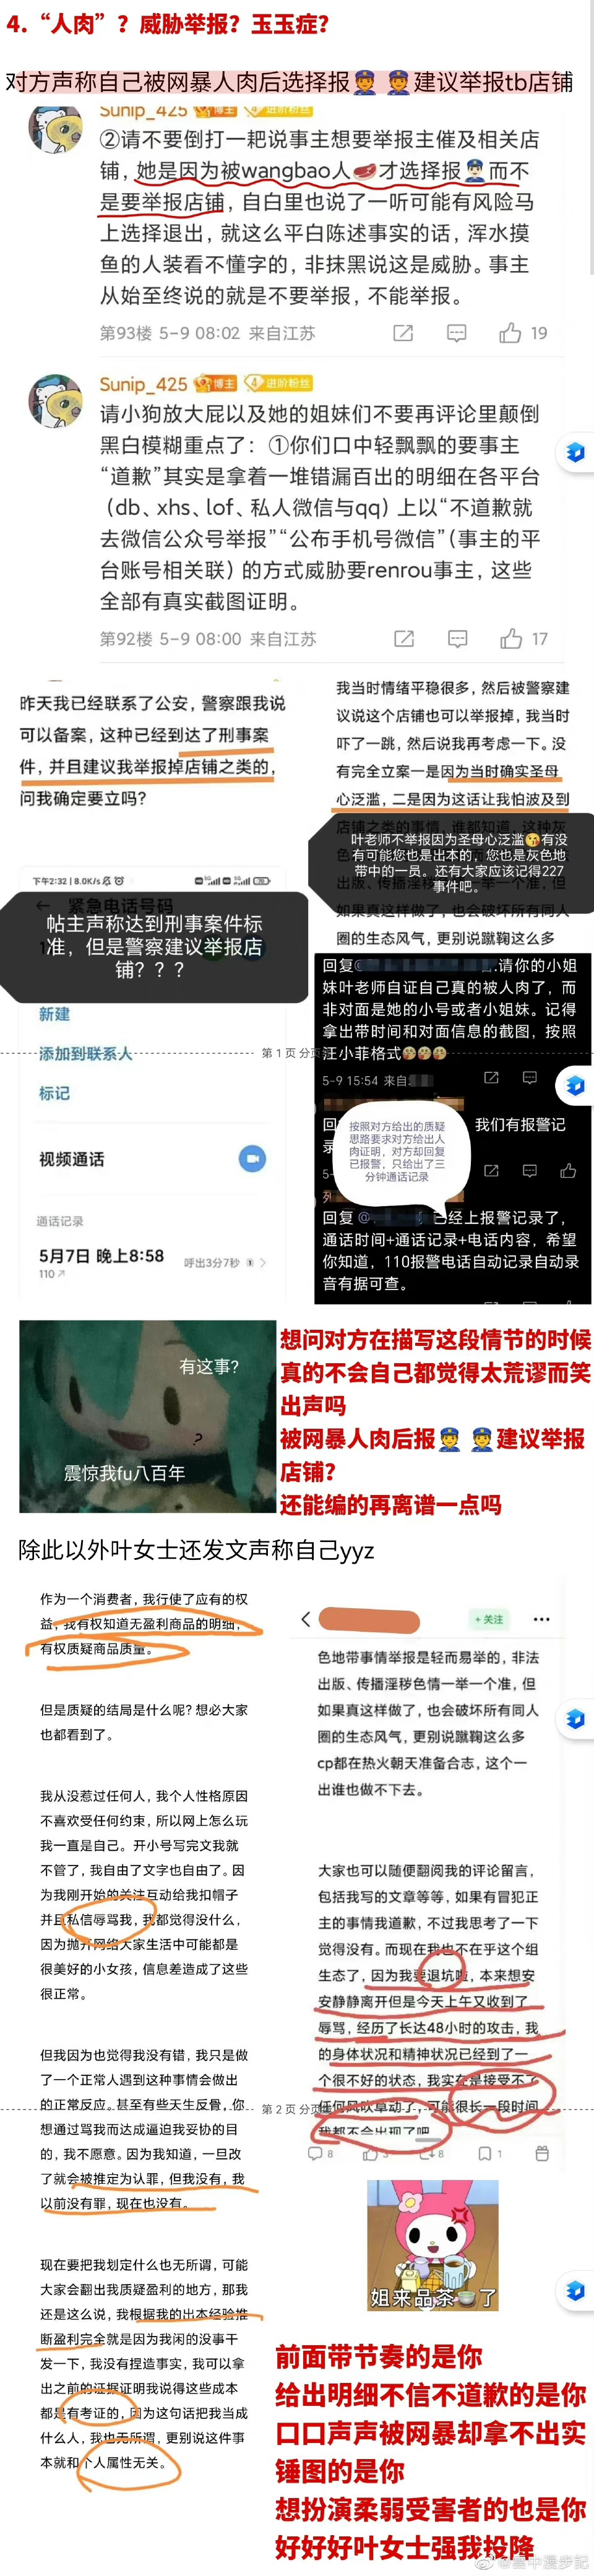 4.“人肉”？威胁举报？玉玉症？
对方声称自己被网暴人肉后选择报👮👮建议举报tb店铺
Sunip_425 博主 4 进阶粉丝
②请不要倒打一耙说事主想要举报主催及相关店
铺，她是因为被wangbao人🥩才选择报👮🏻而不
是要举报店铺，自白里也说了一听可能有风险马
上选择退出，就这么平白陈述事实的话，浑水摸
鱼的人装看不懂字的，非抹黑说这是威胁。事主
从始至终说的就是不要举报，不能举报。
第93楼 5-9 08:02 来自江苏 19
Sunip_425 博主 4 进阶粉丝
请小狗放大屁以及她的姐妹们不要再评论里颠倒
黑白模糊重点了：①你们口中轻飘飘的要事主
“道歉”其实是拿着一堆错漏百出的明细在各平台
（db、xhs、lof、私人微信与qq）上以“不道歉就
去微信公众号举报”“公布手机号微信”（事主的平
台账号相关联）的方式威胁要renrou事主，这些
全部有真实截图证明。
第92楼 5-9 08:00 来自江苏 17
昨天我已经联系了公安，警察跟我说
可以备案，这种已经到达了刑事案
件，并且建议我举报掉店铺之类的，
问我确定要立吗？
我当时情绪平稳很多，然后被警察建
议说这个店铺也可以举报掉，我当时
吓了一跳，然后说我再考虑一下。没
有完全立案一是因为当时确实圣母
心泛滥，二是因为这话让我怕波及到
叶老师不举报因为圣母心泛滥😘有没
有可能您也是出本的，您也是灰色地
带中的一员。还有大家应该记得227
事件吧。
如果真这样做了，也会破坏所有同人
圈的生态风气，更别说蹴鞠这么多
下午2:32 8.0K/s
紧急电话号码
帖主声称达到刑事案件标
准，但是警察建议举报店
铺？？？
新建
添加到联系人
标记
视频通话
通话记录
5月7日 晚上8:58 呼出3分7秒
110
第 1 页 分页
回复@ .请你的小姐
妹叶老师自证自己真的被人肉了，而
非对面是她的小号或者小姐妹。记得
拿出带时间和对面信息的截图，按照
汪小菲格式😘😘😘
5-9 15:54 来自
我们有报警记
按照对方给出的质疑
思路要求对方给出人
肉证明，对方却回复
已报警，只给出了三
分钟通话记录
回复@ 已经上报警记录了，
通话时间+通话记录+电话内容，希望
你知道，110报警电话自动记录自动录
音有据可查。
有这事？
?
震惊我fu八百年
想问对方在描写这段情节的时候
真的不会自己都觉得太荒谬而笑
出声吗
被网暴人肉后报👮👮建议举报
店铺？
还能编的再离谱一点吗
除此以外叶女士还发文声称自己yyz
作为一个消费者，我行使了应有的权
益，我有权知道无盈利商品的明细，
有权质疑商品质量。
但是质疑的结局是什么呢？想必大家
也都看到了。
我从没惹过任何人，我个人性格原因
不喜欢受任何约束，所以网上怎么玩
我一直是自己。开小号写完文我就
不管了，我自由了文字也自由了。因
为我刚开始的关注互动给我扣帽子
并且私信辱骂我，我都觉得没什么，
因为抛开网络大家生活中可能都是
很美好的小女孩，信息差造成了这些
很正常。
但我因为也觉得我没有错，我只是做
了一个正常人遇到这种事情会做出
的正常反应。甚至有些天生反骨，你
想通过骂我而达成逼迫我妥协的目
的，我不愿意。因为我知道，一旦改
了就会被推定为认罪，但我没有，我
以前没有罪，现在也没有。
现在要把我划定什么也无所谓，可能
大家会翻出我质疑盈利的地方，那我
还是这么说，我根据我的出本经验推
断盈利完全就是因为我闲的没事干
发一下，我没有捏造事实，我可以拿
出之前的证据证明我说得这些成本
都是有考证的，因为这句话把我当成
什么人，我也无所谓，更别说这件事
本就和个人属性无关。
+关注
色地带事情举报是轻而易举的，非法
出版、传播淫秽色情一举一个准，但
如果真这样做了，也会破坏所有同人
圈的生态风气，更别说蹴鞠这么多
cp都在热火朝天准备合志，这个一
出谁也做不下去。
大家也可以随便翻阅我的评论留言，
包括我写的文章等等，如果有冒犯正
主的事情我道歉，不过我思考了一下
觉得没有。而现在我也不在乎这个组
生态了，因为我要退坑啦，本来想安
安静静离开但是今天上午又收到了
辱骂，经历了长达48小时的攻击，我
的身体状况和精神状况已经到了一
个很不好的状态，我实在是接受不了
任何风吹草动了，可能很长一段时间
我都不会出现了吧
第 2 页 分页
8 3 8 1
姐来品茶了
前面带节奏的是你
给出明细不信不道歉的是你
口口声声被网暴却拿不出实
锤图的是你
想扮演柔弱受害者的也是你
好好好叶女士强我投降